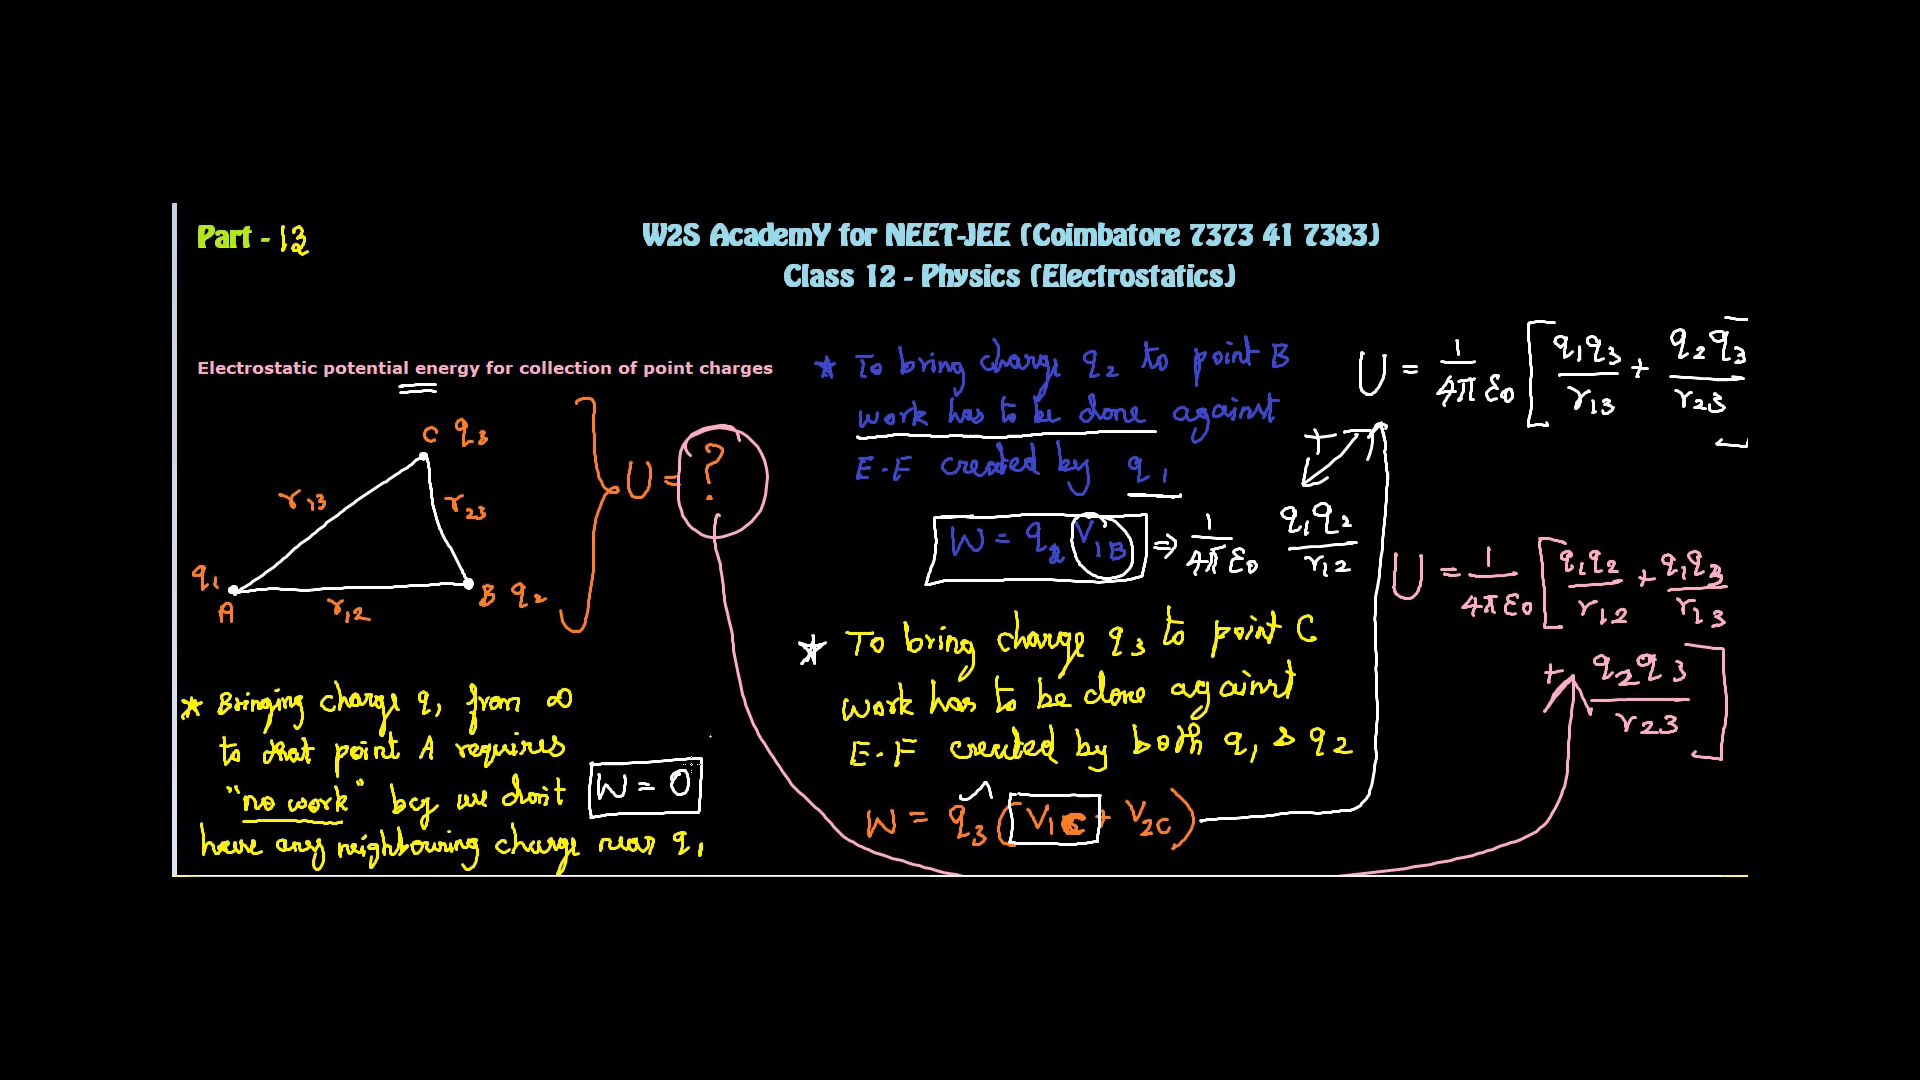 Part - 13
W2S AcademY for NEET-JEE (Coimbatore 7373 41 7383)
Class 12 - Physics (Electrostatics)
Electrostatic potential energy for collection of point charges
C q3
r13
r23
q1
A
r12
B q2
U = ?
* Bringing charge q1 from ∞
to that point A requires
"no work" bcz we don't
have any neighbouring charge near q1
W = 0
* To bring charge q2 to point B
work has to be done against
E.F created by q1
W = q2 V1B ⇒ 1/4πε0 q1q2/r12
* To bring charge q3 to point C
work has to be done against
E.F created by both q1 & q2
W = q3 (V1C + V2C)
U = 1/4πε0 [q1q3/r13 + q2q3/r23]
+
U = 1/4πε0 [q1q2/r12 + q1q3/r13
+ q2q3/r23]